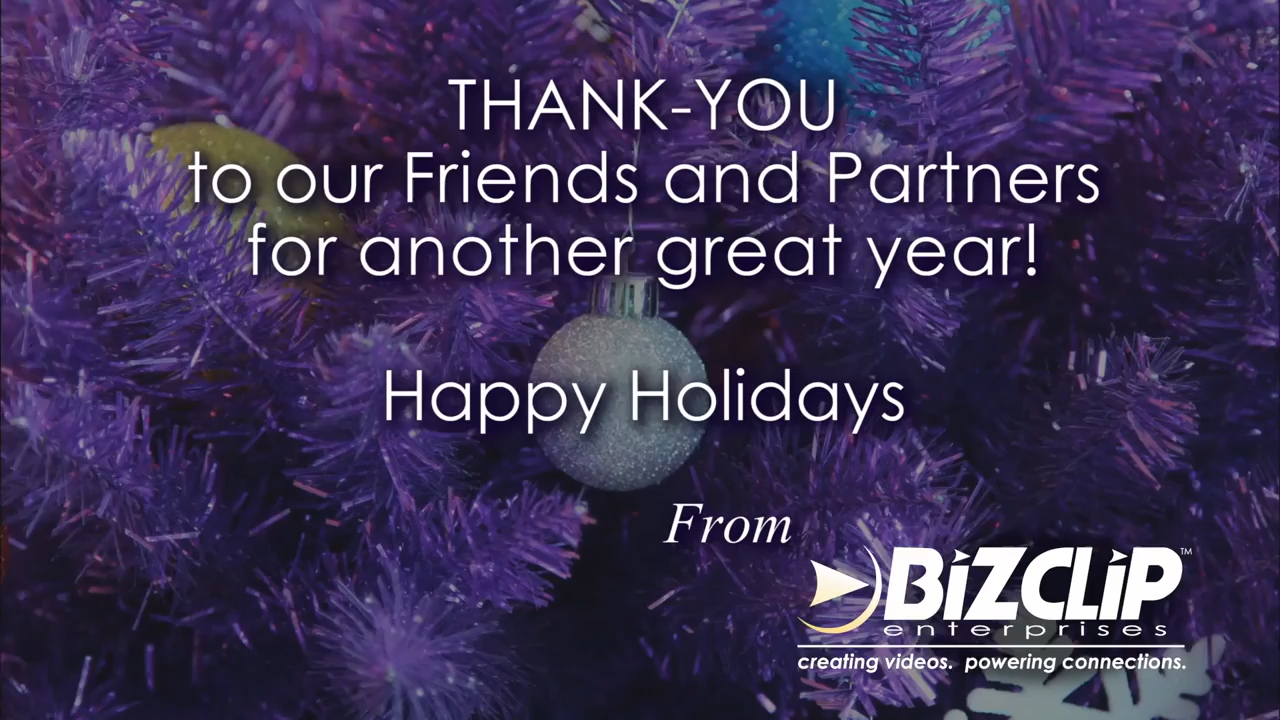 THANK-YOU
to our Friends and Partners
for another great year!
Happy Holidays
From
BiZCLiP™
enterprises
creating videos. powering connections.